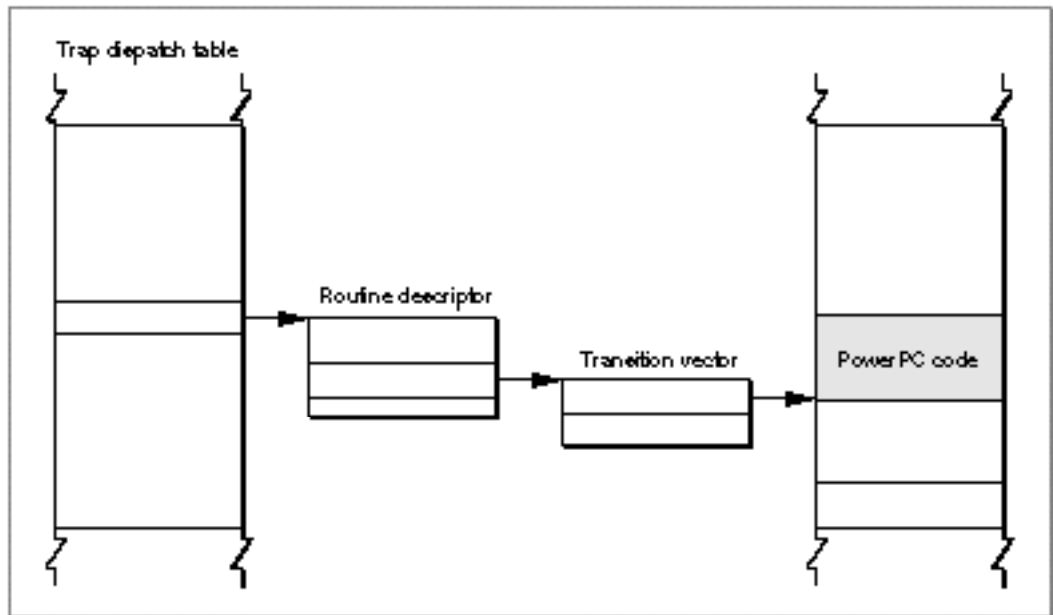 Trap dispatch table
Routine descriptor
Transition vector
PowerPC code